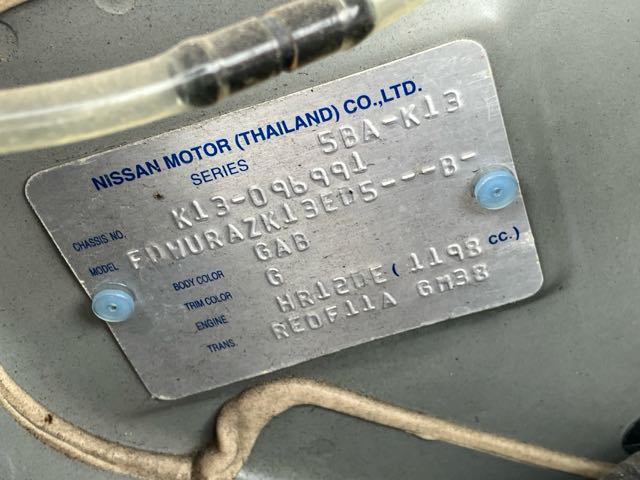 NISSAN MOTOR (THAILAND) CO.,LTD.
SERIES 5BA-K13
CHASSIS NO. K13-096991
MODEL FDWURAZK13ED5---B-
BODY COLOR GAB
TRIM COLOR G
ENGINE HR12DE ( 1198 CC.)
TRANS RE0F11A GM38